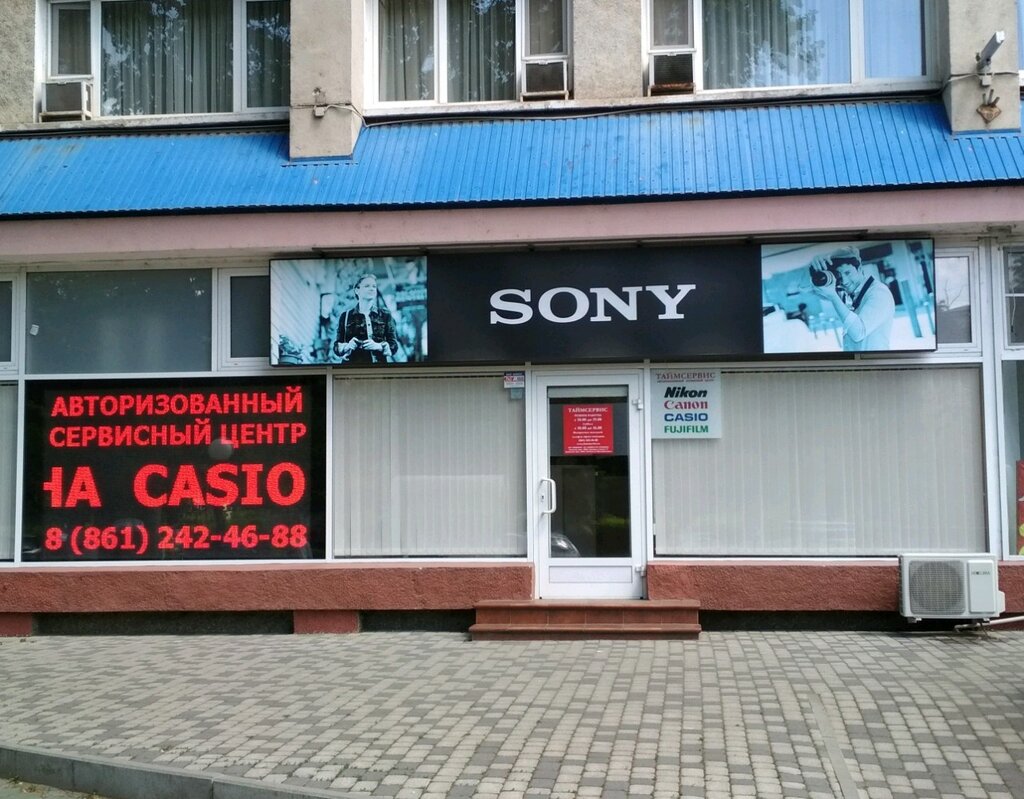 SONY
АВТОРИЗОВАННЫЙ
СЕРВИСНЫЙ ЦЕНТР
НА CASIO
8 (861) 242-46-88
ТАЙМСЕРВИС
ТАЙМСЕРВИС
Nikon
Canon
CASIO
FUJIFILM